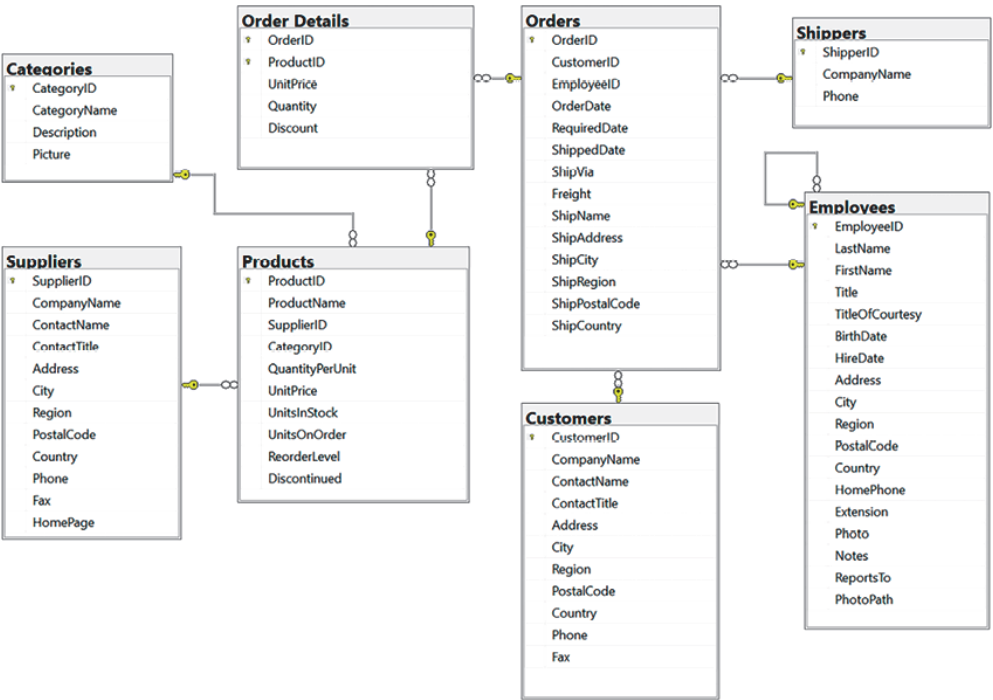 Categories
CategoryID
CategoryName
Description
Picture
Order Details
OrderID
ProductID
UnitPrice
Quantity
Discount
Orders
OrderID
CustomerID
EmployeeID
OrderDate
RequiredDate
ShippedDate
ShipVia
Freight
ShipName
ShipAddress
ShipCity
ShipRegion
ShipPostalCode
ShipCountry
Shippers
ShipperID
CompanyName
Phone
Suppliers
SupplierID
CompanyName
ContactName
ContactTitle
Address
City
Region
PostalCode
Country
Phone
Fax
HomePage
Products
ProductID
ProductName
SupplierID
CategoryID
QuantityPerUnit
UnitPrice
UnitsInStock
UnitsOnOrder
ReorderLevel
Discontinued
Customers
CustomerID
CompanyName
ContactName
ContactTitle
Address
City
Region
PostalCode
Country
Phone
Fax
Employees
EmployeeID
LastName
FirstName
Title
TitleOfCourtesy
BirthDate
HireDate
Address
City
Region
PostalCode
Country
HomePhone
Extension
Photo
Notes
ReportsTo
PhotoPath